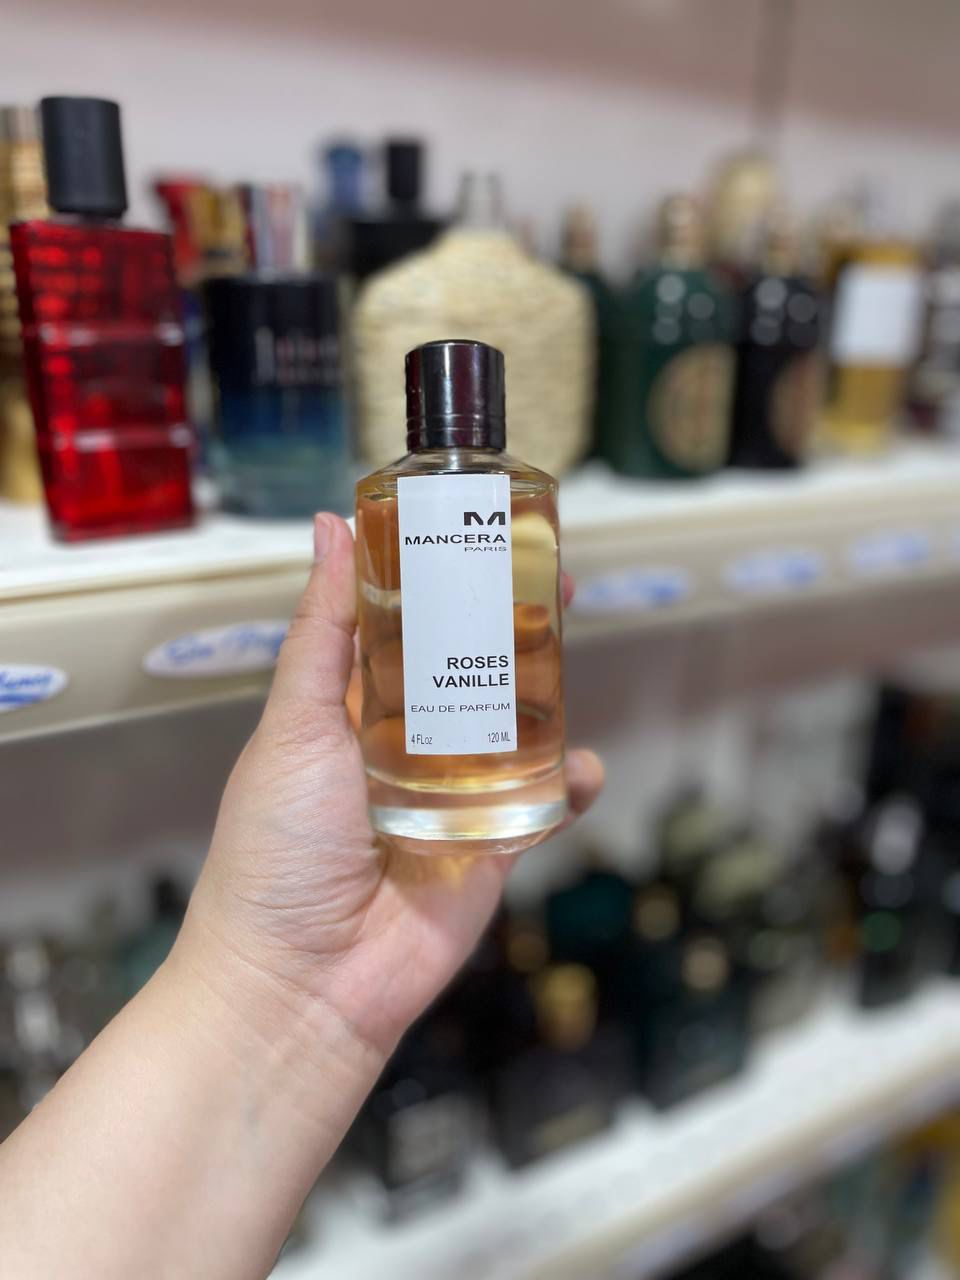 M
MANCERA
PARIS
ROSES
VANILLE
EAU DE PARFUM
4 FLoz 120 ML